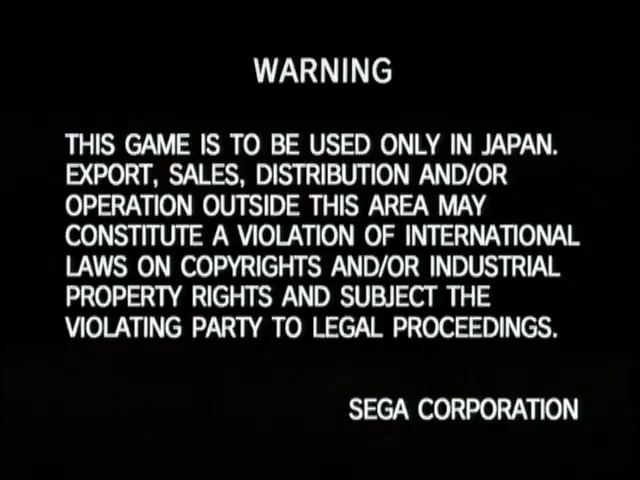 WARNING
THIS GAME IS TO BE USED ONLY IN JAPAN.
EXPORT, SALES, DISTRIBUTION AND/OR
OPERATION OUTSIDE THIS AREA MAY
CONSTITUTE A VIOLATION OF INTERNATIONAL
LAWS ON COPYRIGHTS AND/OR INDUSTRIAL
PROPERTY RIGHTS AND SUBJECT THE
VIOLATING PARTY TO LEGAL PROCEEDINGS.
SEGA CORPORATION